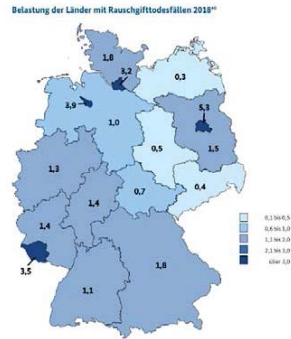 Belastung der Länder mit Rauschgifttodesfällen 2018
1,8
3,2
0,3
3,9
5,3
1,0
0,5
1,5
1,3
0,4
0,7
1,4
1,4
3,5
1,8
1,1
0,1 bis 0,5
0,6 bis 1,0
1,1 bis 2,0
2,1 bis 3,0
über 3,0